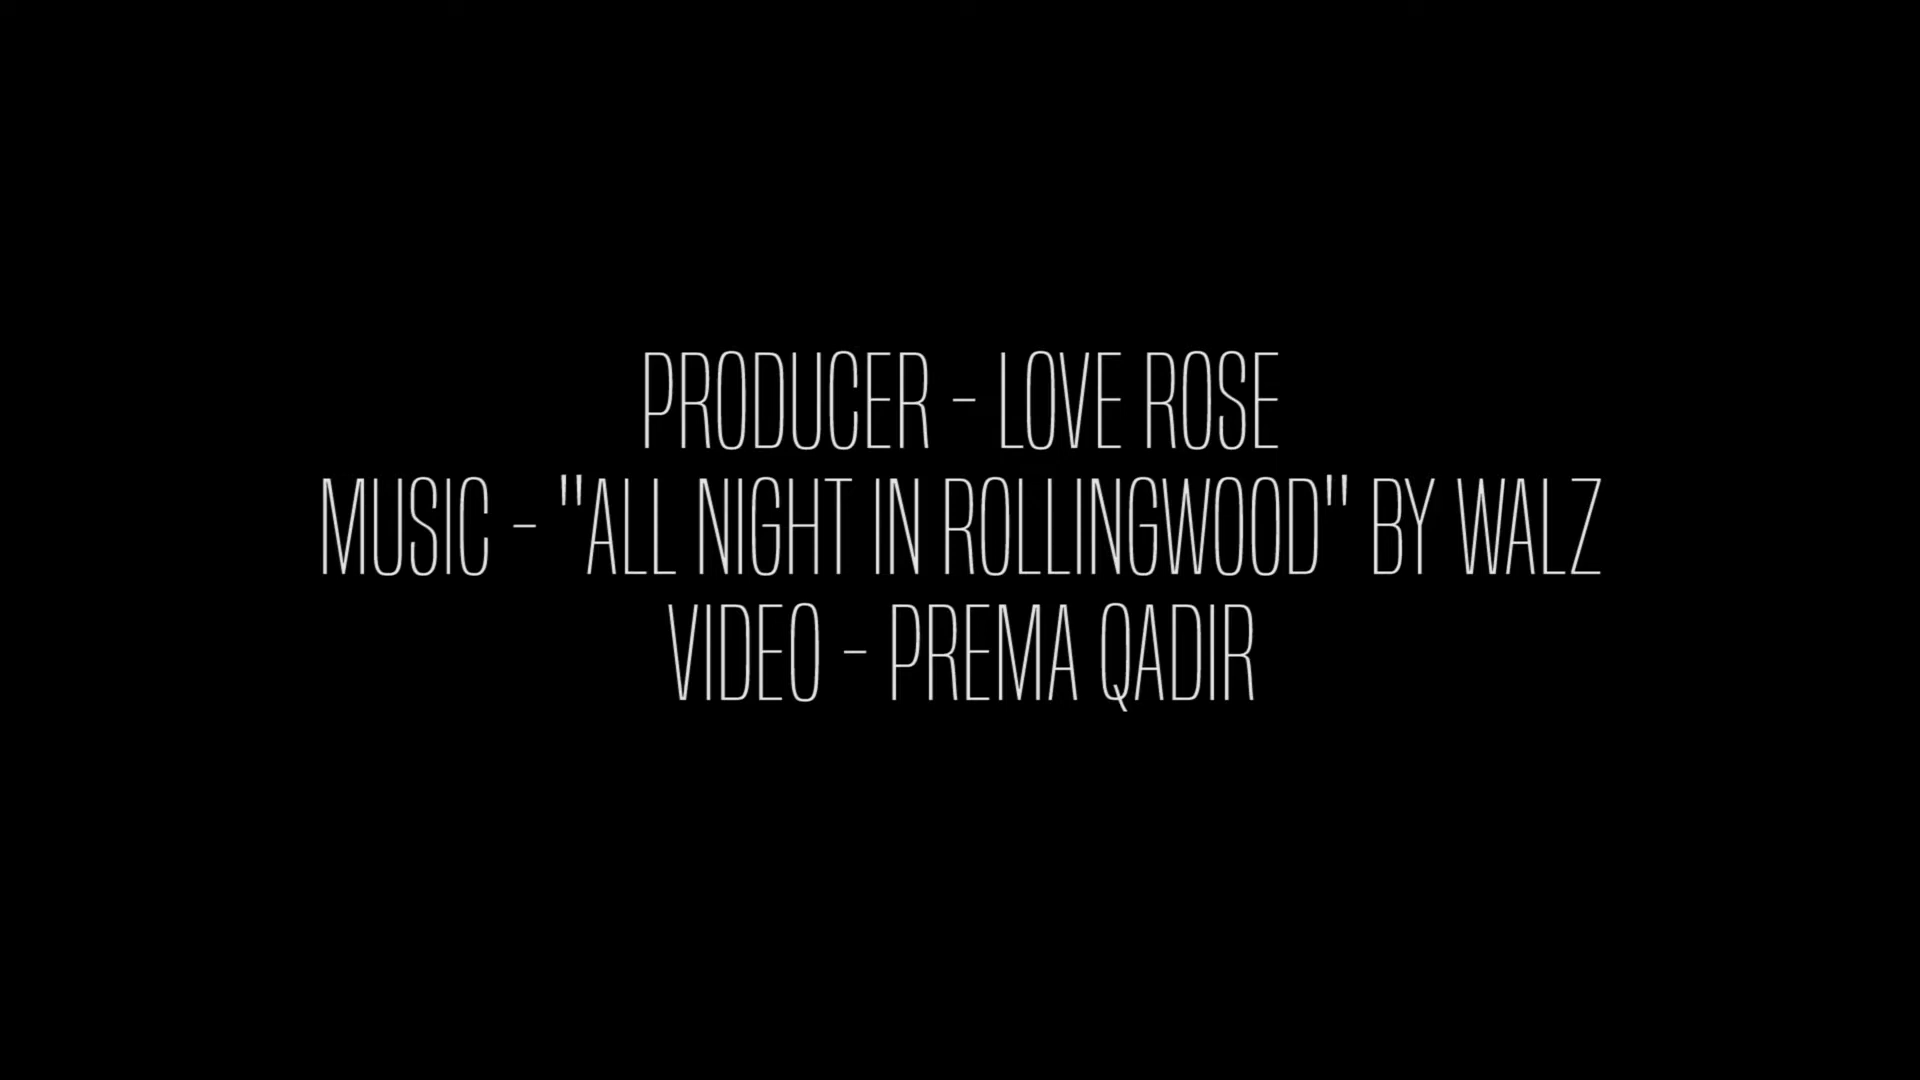 PRODUCER - LOVE ROSE
MUSIC - "ALL NIGHT IN ROLLINGWOOD" BY WALZ
VIDEO - PREMA QADIR